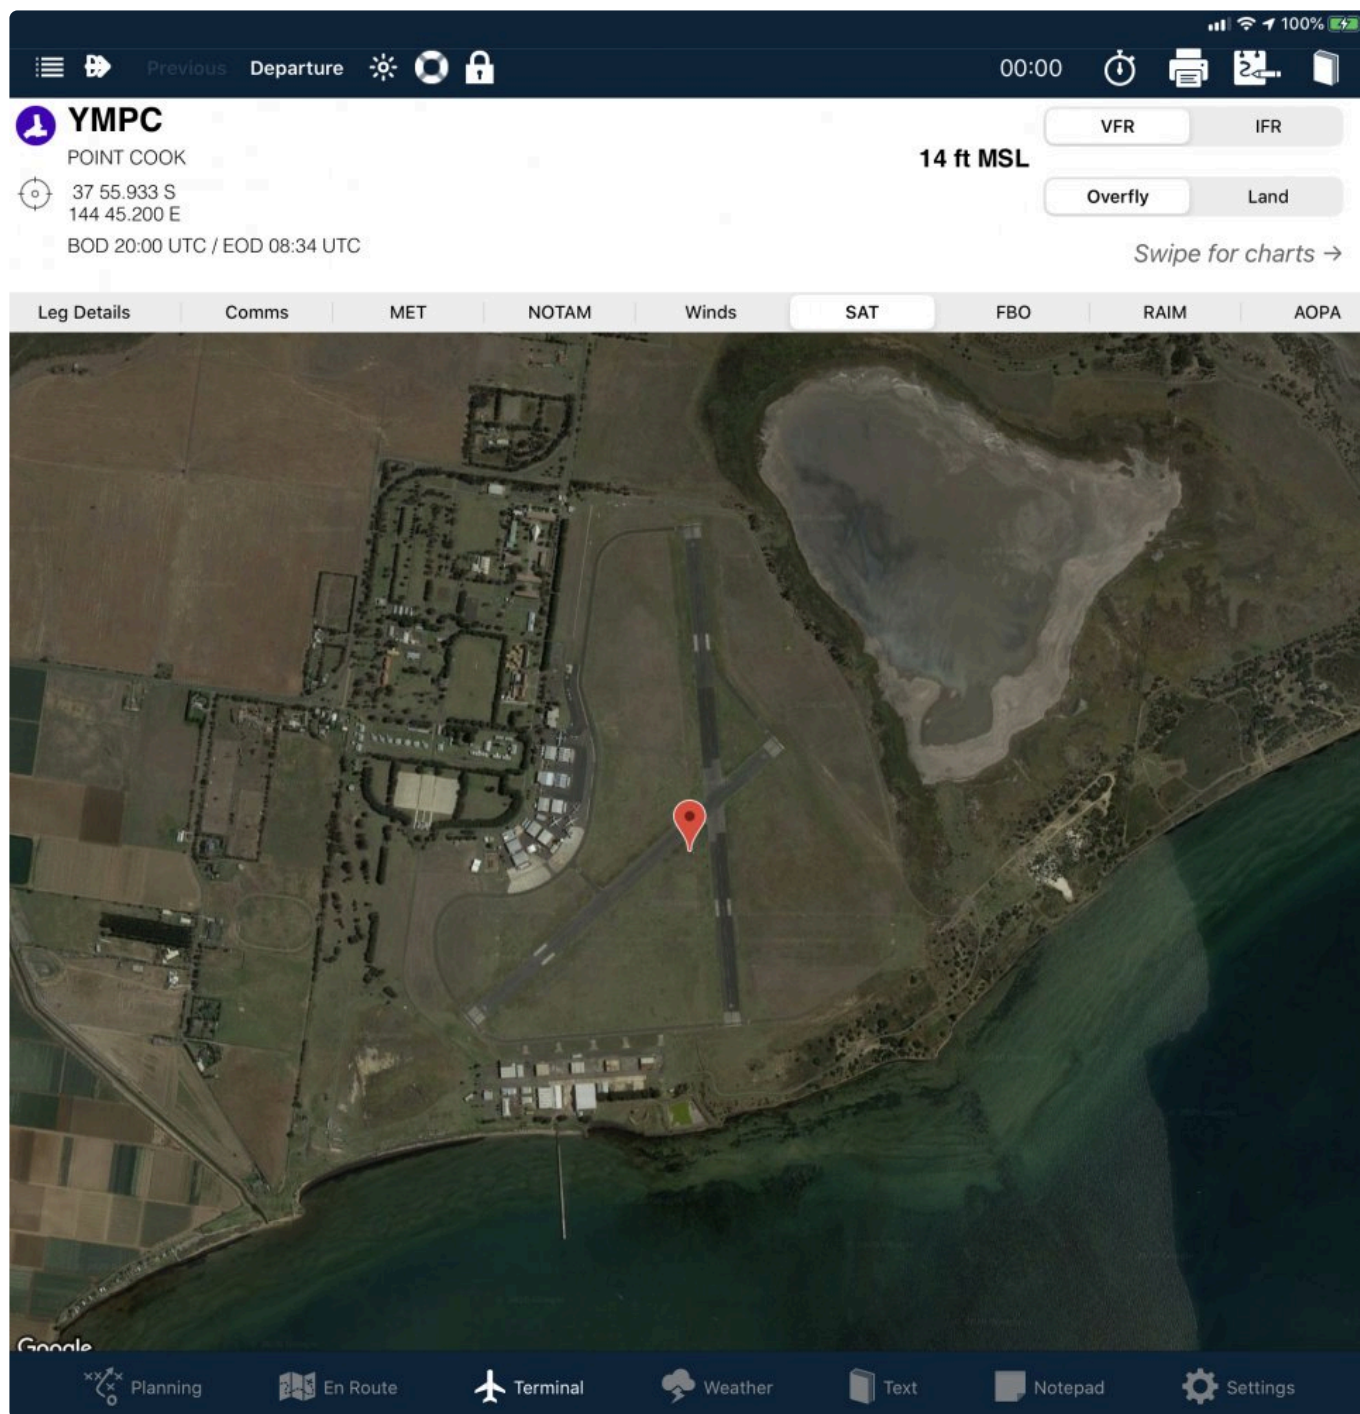 100%
Previous Departure 00:00
YMPC
POINT COOK
14 ft MSL
VFR IFR
37 55.933 S
144 45.200 E
Overfly Land
BOD 20:00 UTC / EOD 08:34 UTC
Swipe for charts →
Leg Details Comms MET NOTAM Winds SAT FBO RAIM AOPA
Google
Planning En Route Terminal Weather Text Notepad Settings